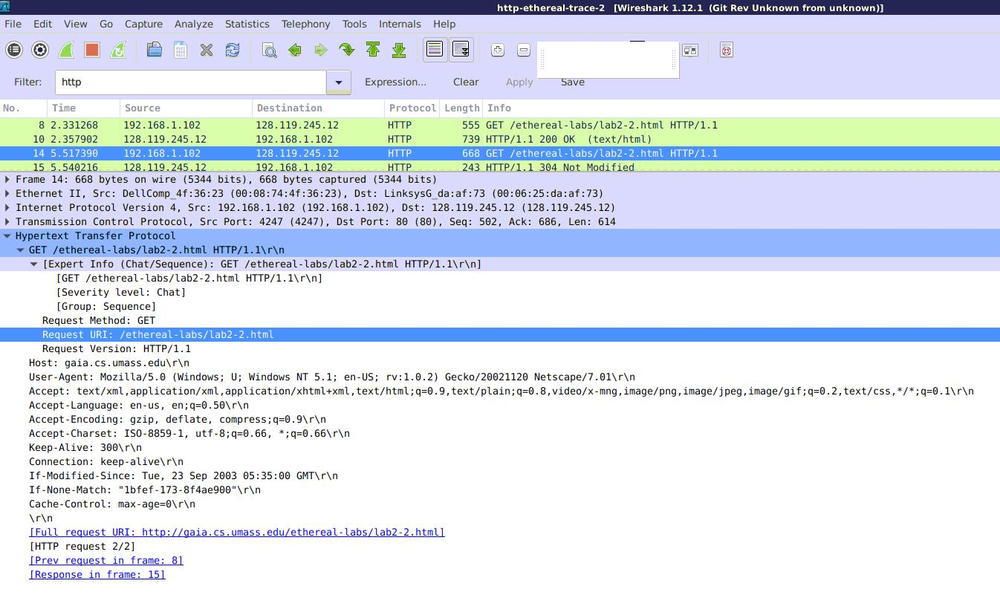 http-ethereal-trace-2 [Wireshark 1.12.1 (Git Rev Unknown from unknown)]
File Edit View Go Capture Analyze Statistics Telephony Tools Internals Help
Filter: http Expression... Clear Apply Save
No. Time Source Destination Protocol Length Info
8 2.331268 192.168.1.102 128.119.245.12 HTTP 555 GET /ethereal-labs/lab2-2.html HTTP/1.1
10 2.357902 128.119.245.12 192.168.1.102 HTTP 739 HTTP/1.1 200 OK (text/html)
14 5.517390 192.168.1.102 128.119.245.12 HTTP 668 GET /ethereal-labs/lab2-2.html HTTP/1.1
15 5.540216 128.119.245.12 192.168.1.102 HTTP 243 HTTP/1.1 304 Not Modified
Frame 14: 668 bytes on wire (5344 bits), 668 bytes captured (5344 bits)
Ethernet II, Src: DellComp_4f:36:23 (00:08:74:4f:36:23), Dst: LinksysG_da:af:73 (00:06:25:da:af:73)
Internet Protocol Version 4, Src: 192.168.1.102 (192.168.1.102), Dst: 128.119.245.12 (128.119.245.12)
Transmission Control Protocol, Src Port: 4247 (4247), Dst Port: 80 (80), Seq: 502, Ack: 686, Len: 614
Hypertext Transfer Protocol
GET /ethereal-labs/lab2-2.html HTTP/1.1\r\n
[Expert Info (Chat/Sequence): GET /ethereal-labs/lab2-2.html HTTP/1.1\r\n]
[GET /ethereal-labs/lab2-2.html HTTP/1.1\r\n]
[Severity level: Chat]
[Group: Sequence]
Request Method: GET
Request URI: /ethereal-labs/lab2-2.html
Request Version: HTTP/1.1
Host: gaia.cs.umass.edu\r\n
User-Agent: Mozilla/5.0 (Windows; U; Windows NT 5.1; en-US; rv:1.0.2) Gecko/20021120 Netscape/7.01\r\n
Accept: text/xml,application/xml,application/xhtml+xml,text/html;q=0.9,text/plain;q=0.8,video/x-mng,image/png,image/jpeg,image/gif;q=0.2,text/css,*/*;q=0.1\r\n
Accept-Language: en-us, en;q=0.50\r\n
Accept-Encoding: gzip, deflate, compress;q=0.9\r\n
Accept-Charset: ISO-8859-1, utf-8;q=0.66, *;q=0.66\r\n
Keep-Alive: 300\r\n
Connection: keep-alive\r\n
If-Modified-Since: Tue, 23 Sep 2003 05:35:00 GMT\r\n
If-None-Match: "1bfef-173-8f4ae900"\r\n
Cache-Control: max-age=0\r\n
\r\n
[Full request URI: http://gaia.cs.umass.edu/ethereal-labs/lab2-2.html]
[HTTP request 2/2]
[Prev request in frame: 8]
[Response in frame: 15]